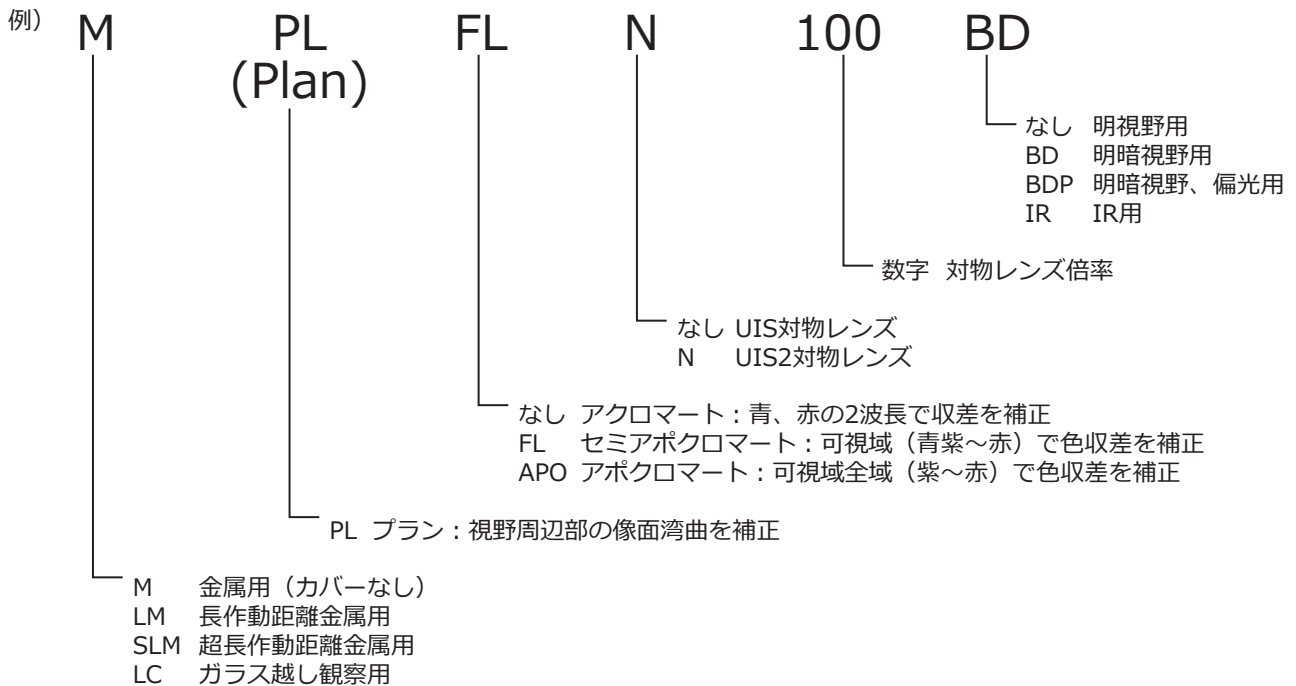 例)
M PL FL N 100 BD
(Plan)
なし 明視野用
BD 明暗視野用
BDP 明暗視野、偏光用
IR IR用
数字 対物レンズ倍率
なし UIS対物レンズ
N UIS2対物レンズ
なし アクロマート：青、赤の2波長で収差を補正
FL セミアポクロマート：可視域（青紫～赤）で色収差を補正
APO アポクロマート：可視域全域（紫～赤）で色収差を補正
PL プラン：視野周辺部の像面湾曲を補正
M 金属用（カバーなし）
LM 長作動距離金属用
SLM 超長作動距離金属用
LC ガラス越し観察用